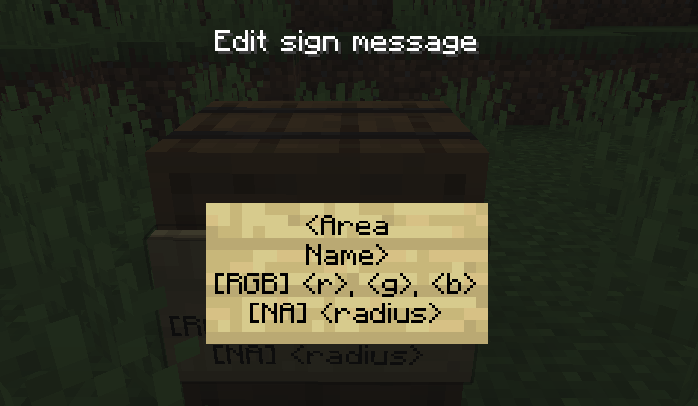 Edit sign message
<Area
Name>
[RGB] <r>, <g>, <b>
[NA] <radius>
[R
[NA] <radius>